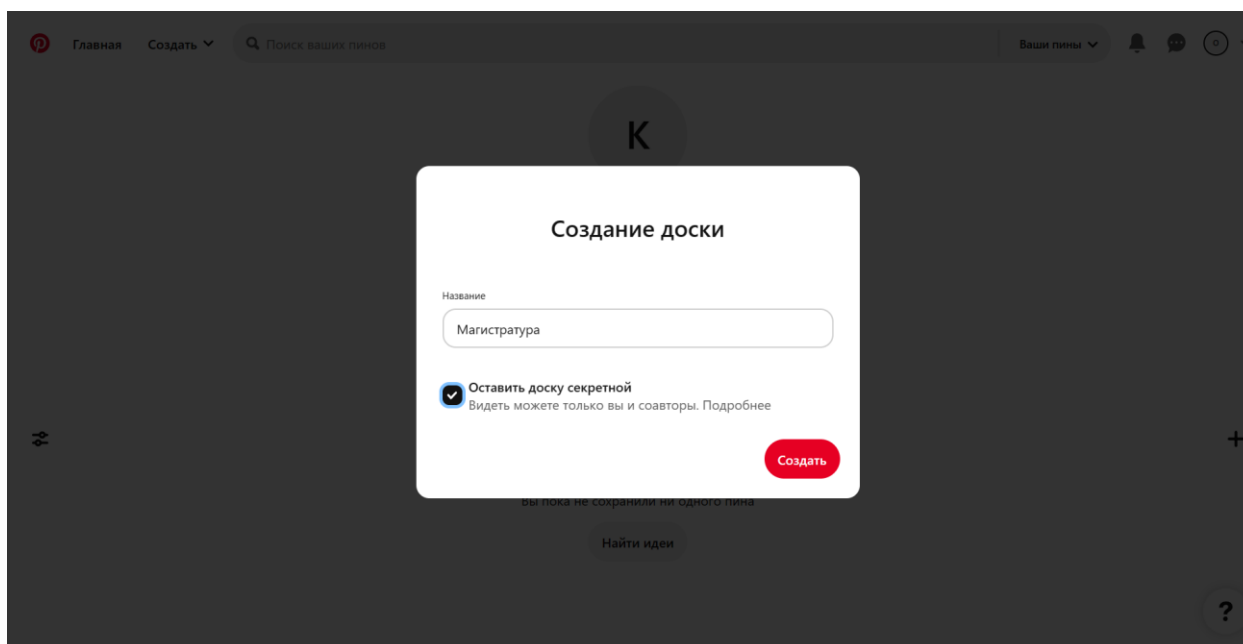 Главная Создать Поиск ваших пинов Ваши пины
К
Создание доски
Название
Магистратура
Оставить доску секретной
Видеть можете только вы и соавторы. Подробнее
Создать
Вы пока не сохранили ни одного пина
Найти идеи
?